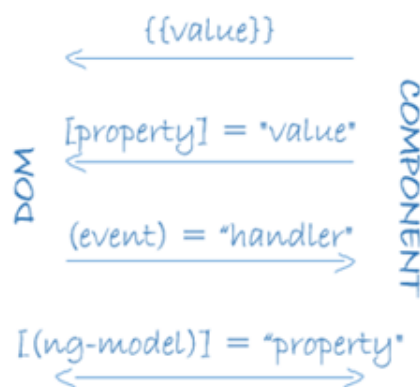 {{value}}
DOM
COMPONENT
[property] = "value"
(event) = "handler"
[(ng-model)] = "property"